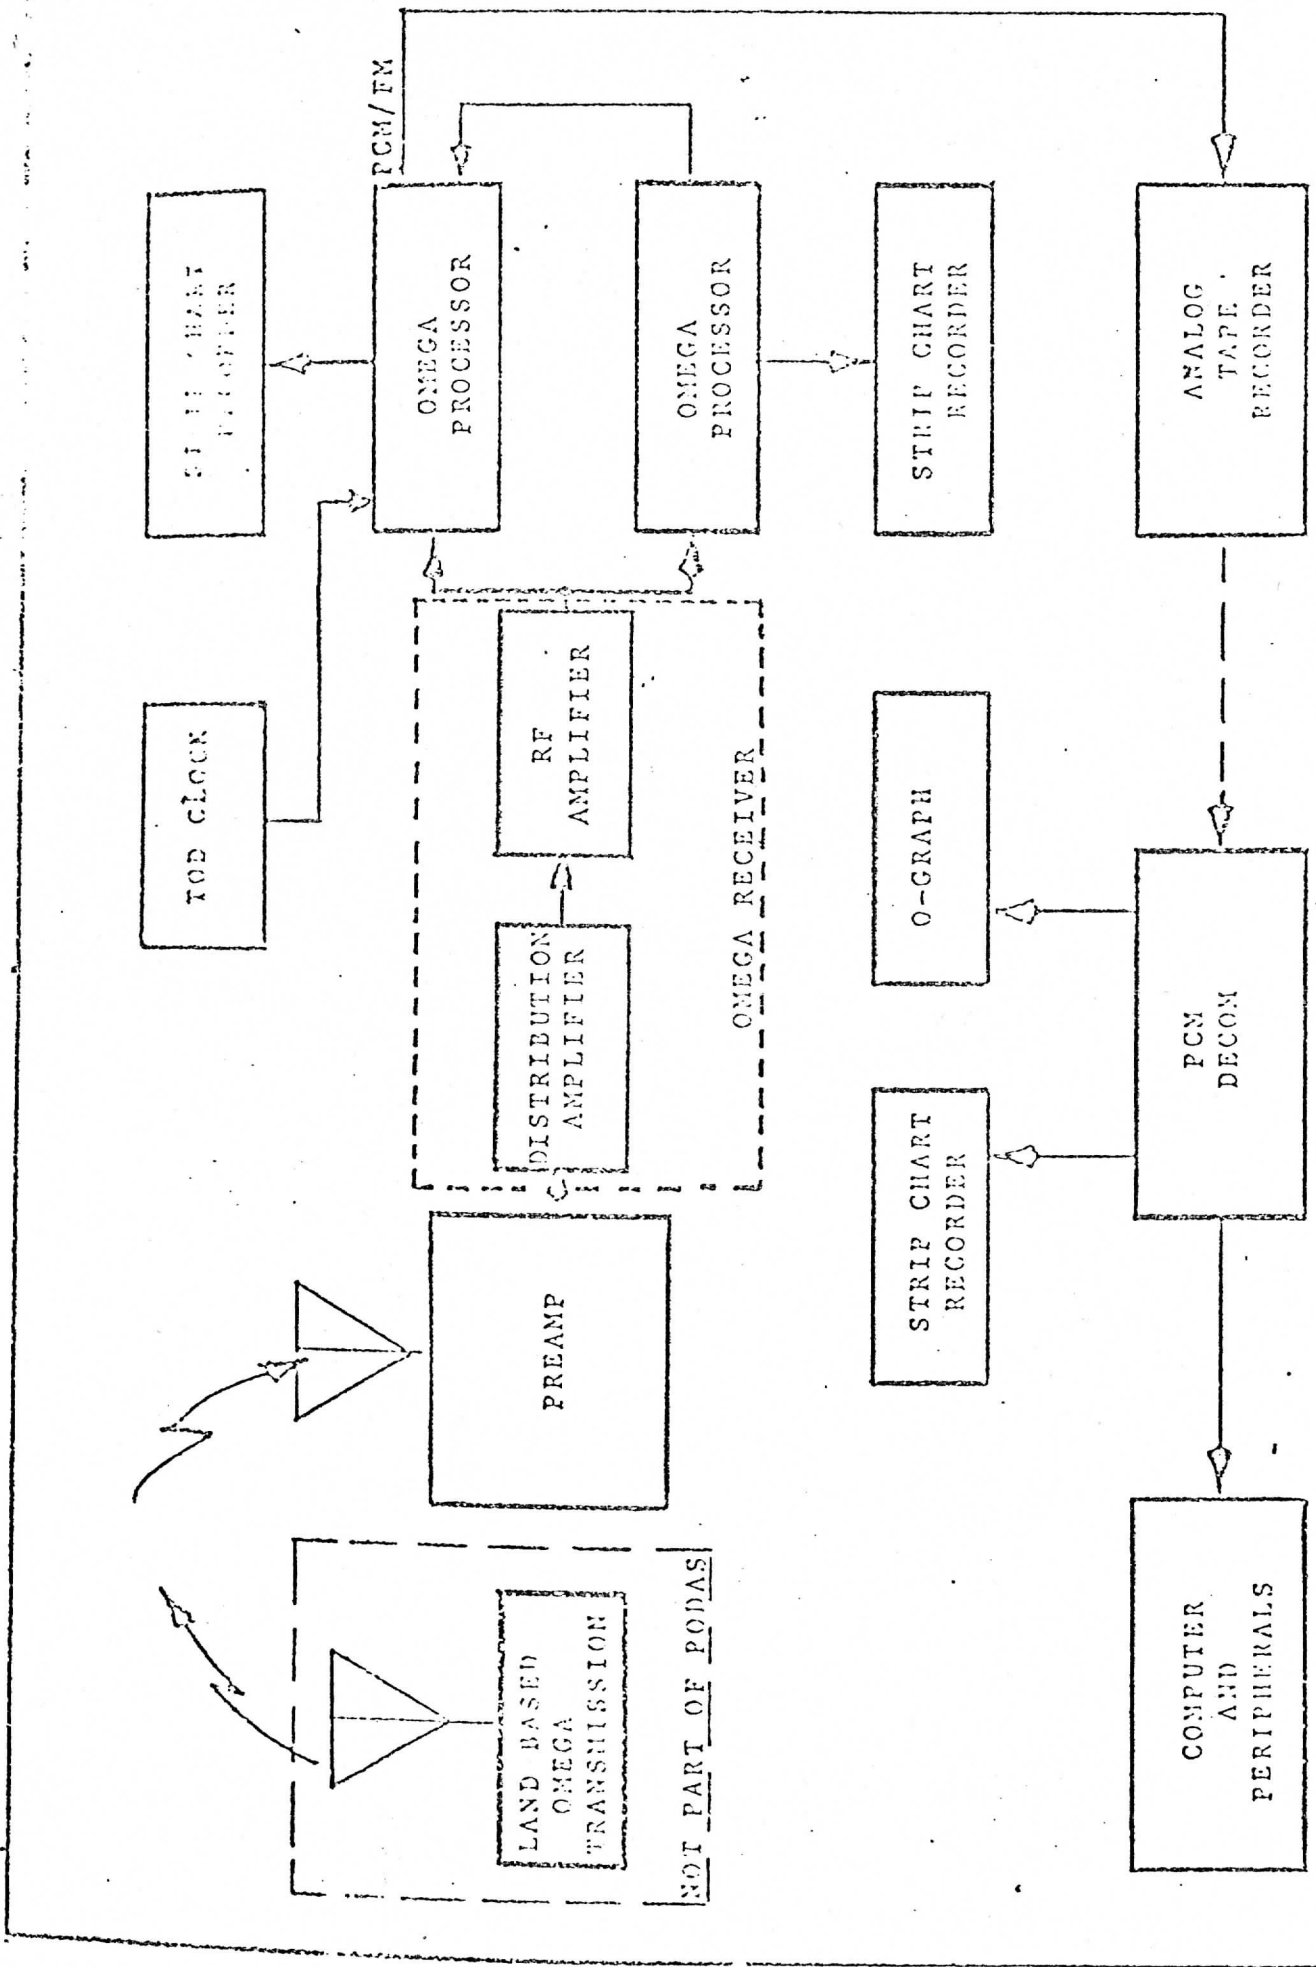 TOD CLOCK
PCM/FM
OMEGA
PROCESSOR
LAND BASED
OMEGA
TRANSMISSION
NOT PART OF PODAS
PREAMP
DISTRIBUTION
AMPLIFIER
RF
AMPLIFIER
OMEGA RECEIVER
OMEGA
PROCESSOR
STRIP CHART
RECORDER
O-GRAPH
STRIP CHART
RECORDER
COMPUTER
AND
PERIPHERALS
PCM
DECOM
ANALOG
TAPE
RECORDER